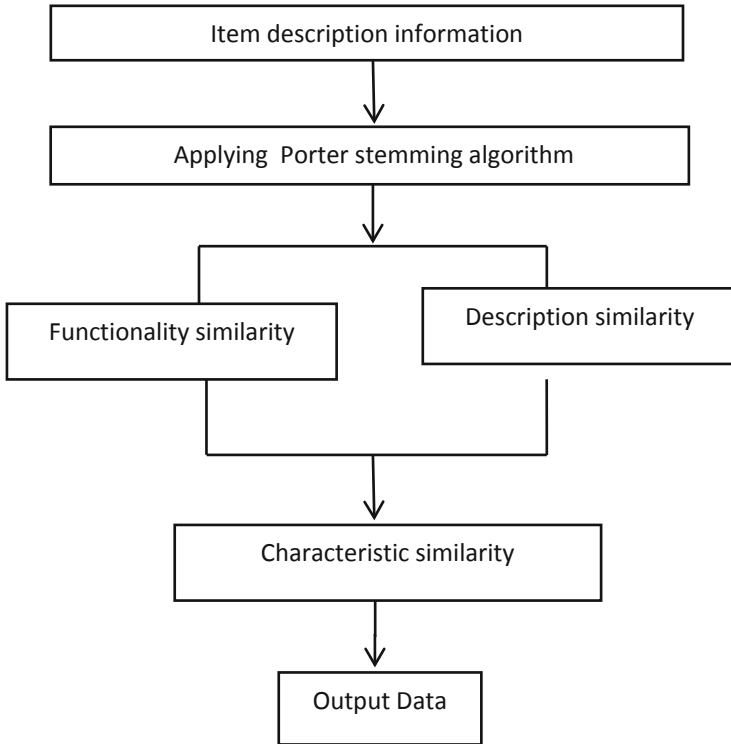 Item description information
Applying Porter stemming algorithm
Functionality similarity
Description similarity
Characteristic similarity
Output Data